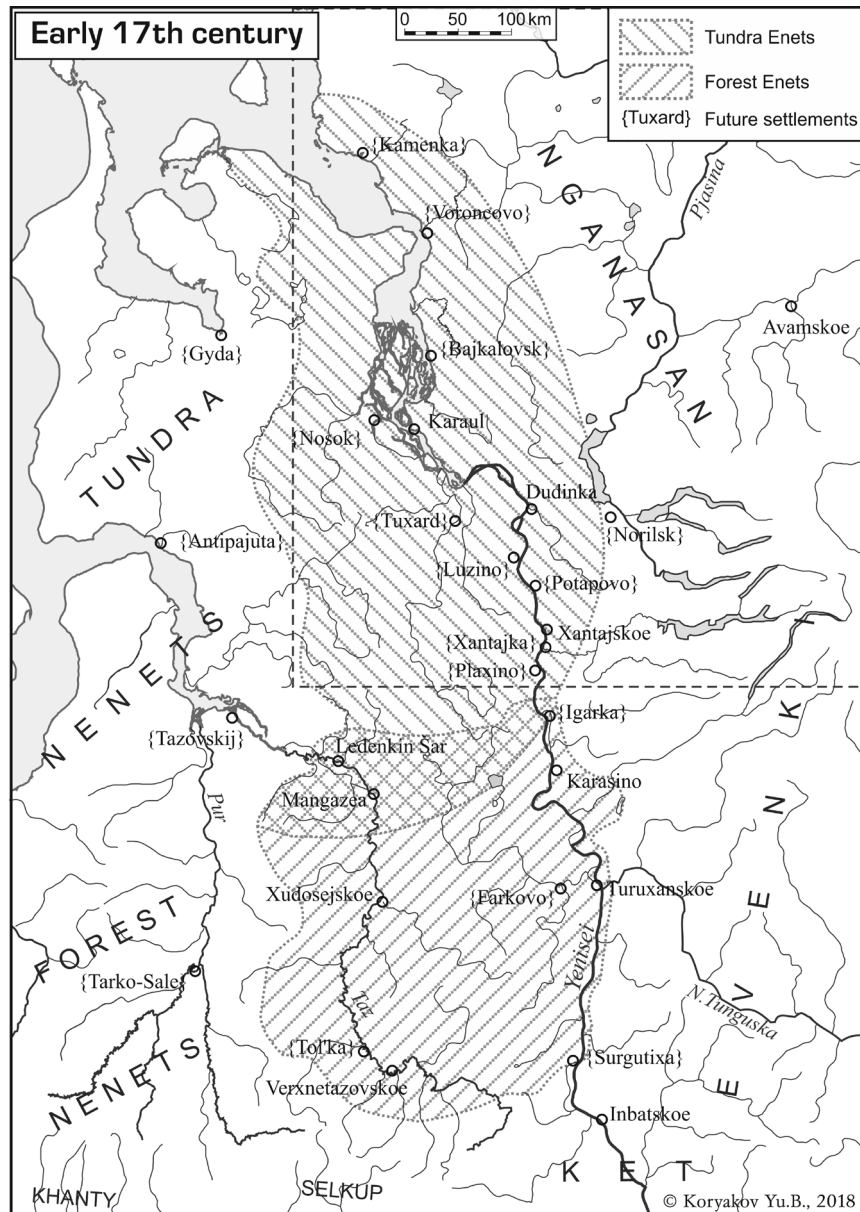 Early 17th century
0 50 100 km
Tundra Enets
Forest Enets
{Tuxard} Future settlements
{Kamenka}
NGANASAN
Pjasina
{Voroncovo}
Avamskoe
{Gyda}
{Bajkalovsk}
TUNDRA
{Nosok}
Karaul
Dudinka
{Tuxard}
{Norilsk}
{Antipajuta}
{Luzino}
{Potapovo}
NENETS
Xantajskoe
{Xantajka}
{Plaxino}
{Igarka}
{Tazovskij}
Ledenkin Šar
Karasino
Mangazea
Pur
EVENKI
Xudosejskoe
{Farkovo}
Turuxanskoe
FOREST
Yenisei
{Tarko-Sale}
Taz
N.Tunguska
NENETS
{Tol'ka}
{Surgutixa}
Verxnetazovskoe
Inbatskoe
KHANTY
SELKUP
KET
© Koryakov Yu.B., 2018